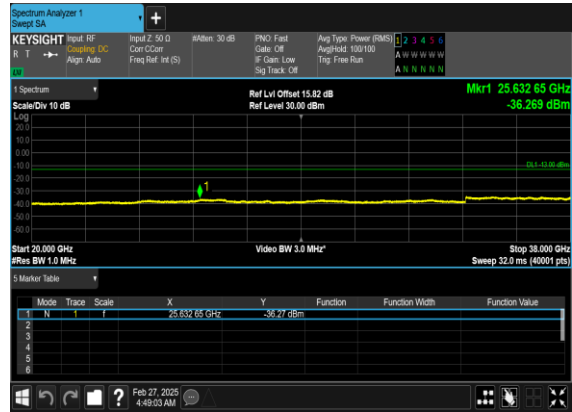 Spectrum Analyzer 1
Swept SA
+
KEYSIGHT Input: RF Input Z: 50 Ω #Atten: 30 dB PNO: Fast Avg Type: Power (RMS) 1 2 3 4 5 6
R T Coupling: DC Corr CCorr Gate: Off Avg|Hold: 100/100 A W W W W W
Align: Auto Freq Ref: Int (S) IF Gain: Low Trig: Free Run
Sig Track: Off A N N N N N
1 Spectrum Ref Lvl Offset 15.82 dB Mkr1 25.632 65 GHz
Scale/Div 10 dB Ref Level 30.00 dBm -36.269 dBm
Log
20.0
10.0
0.00
-10.0 DL1 -13.00 dBm
-20.0
-30.0 1
-40.0
-50.0
-60.0
Start 20.000 GHz Video BW 3.0 MHz* Stop 38.000 GHz
#Res BW 1.0 MHz Sweep 32.0 ms (40001 pts)
5 Marker Table
Mode Trace Scale X Y Function Function Width Function Value
1 N 1 f 25.632 65 GHz -36.27 dBm
2
3
4
5
6
? Feb 27, 2025
4:49:03 AM